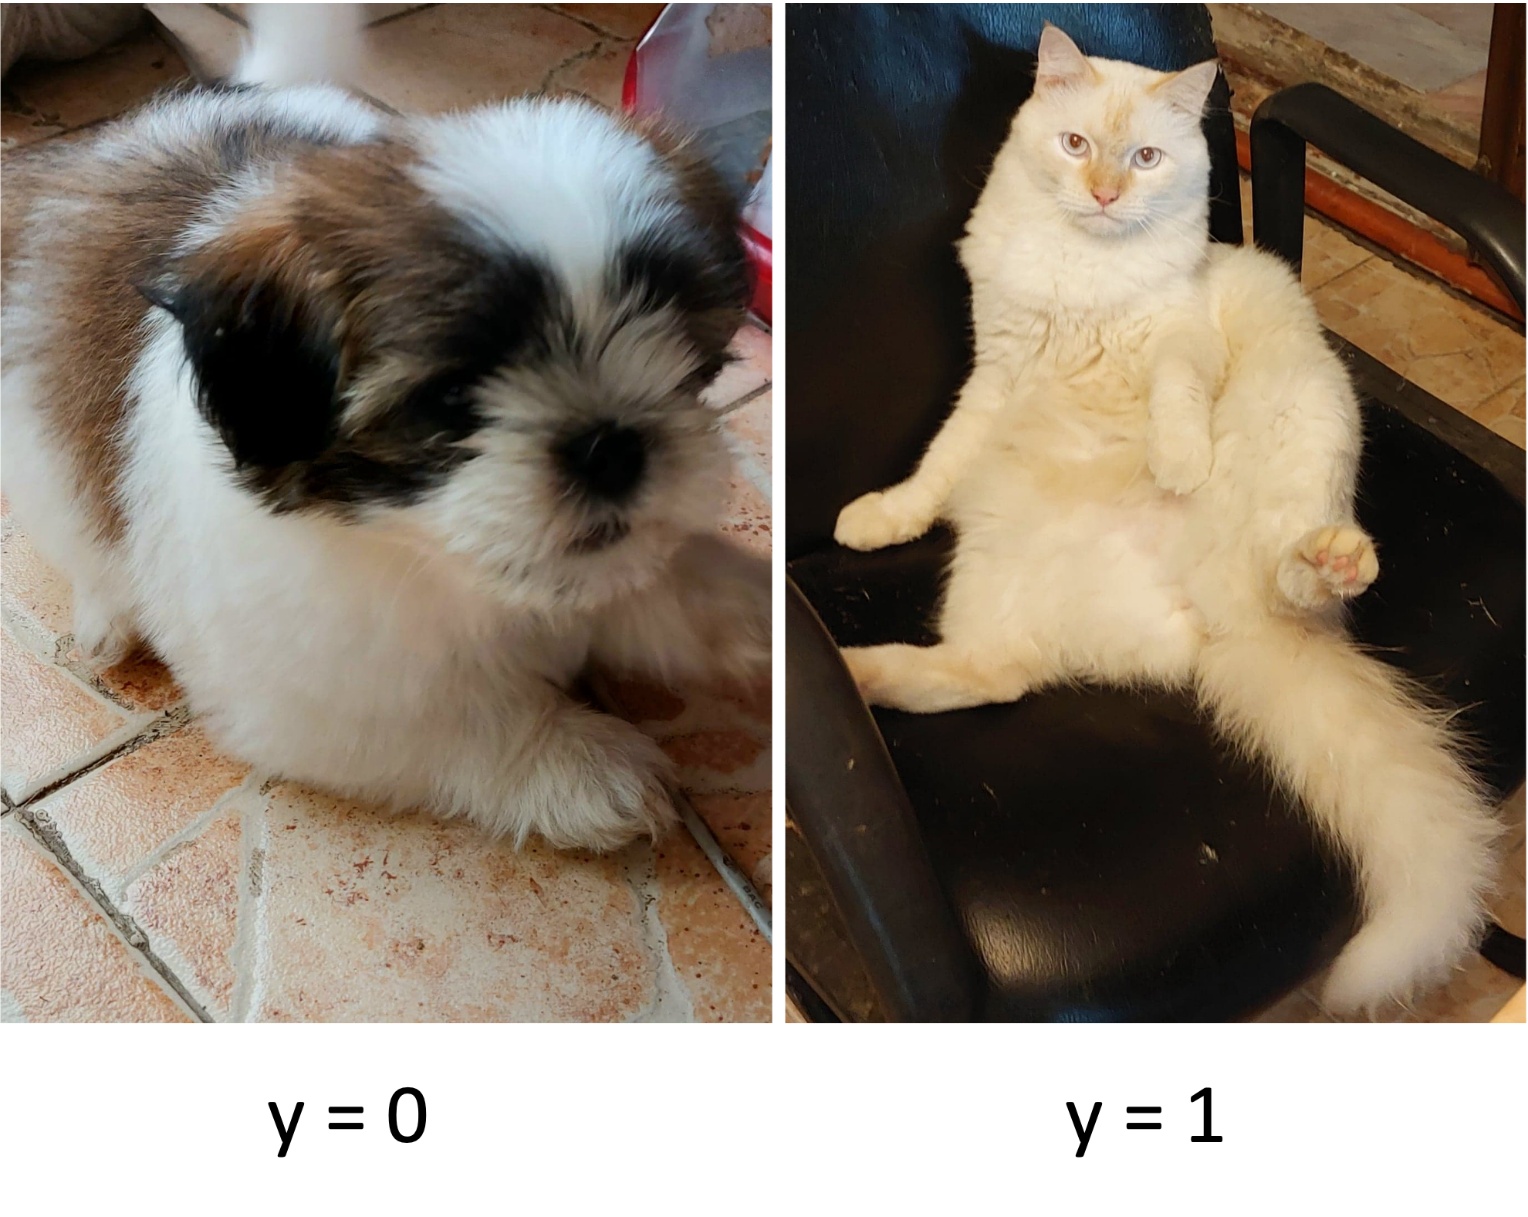 y = 0
y = 1